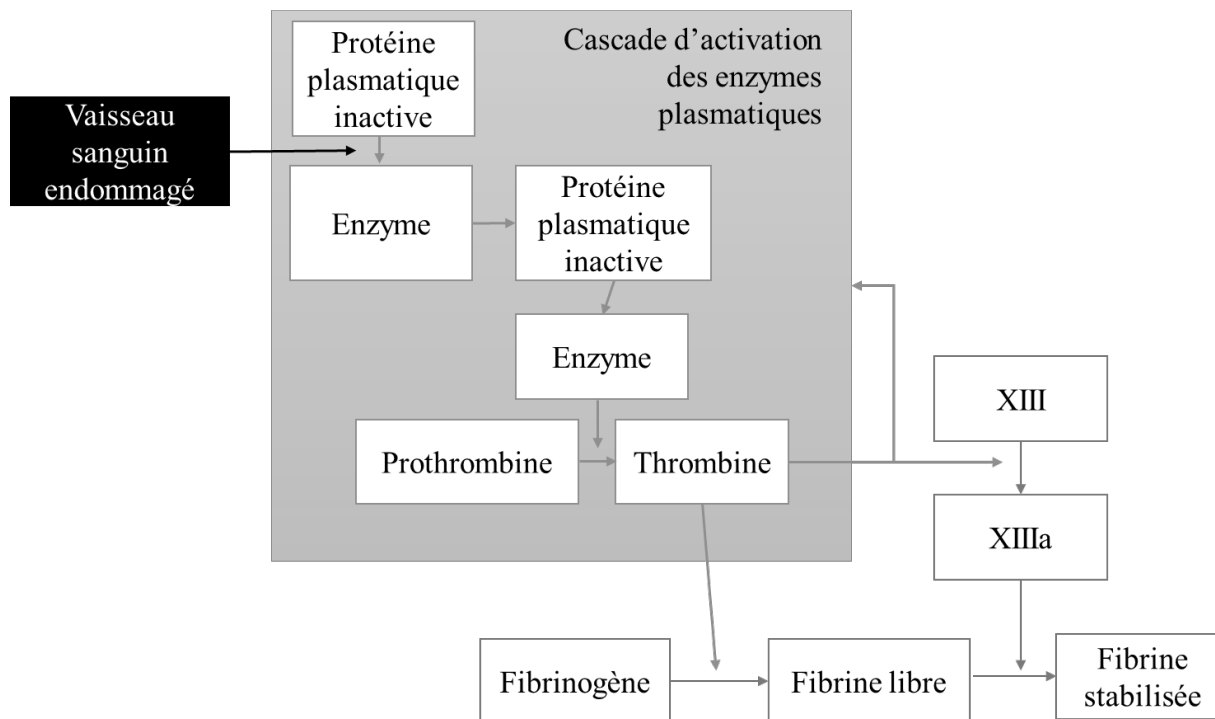 Protéine
plasmatique
inactive
Cascade d’activation
des enzymes
plasmatiques
Vaisseau
sanguin
endommagé
Enzyme
Protéine
plasmatique
inactive
Enzyme
XIII
Prothrombine
Thrombine
XIIIa
Fibrinogène
Fibrine libre
Fibrine
stabilisée